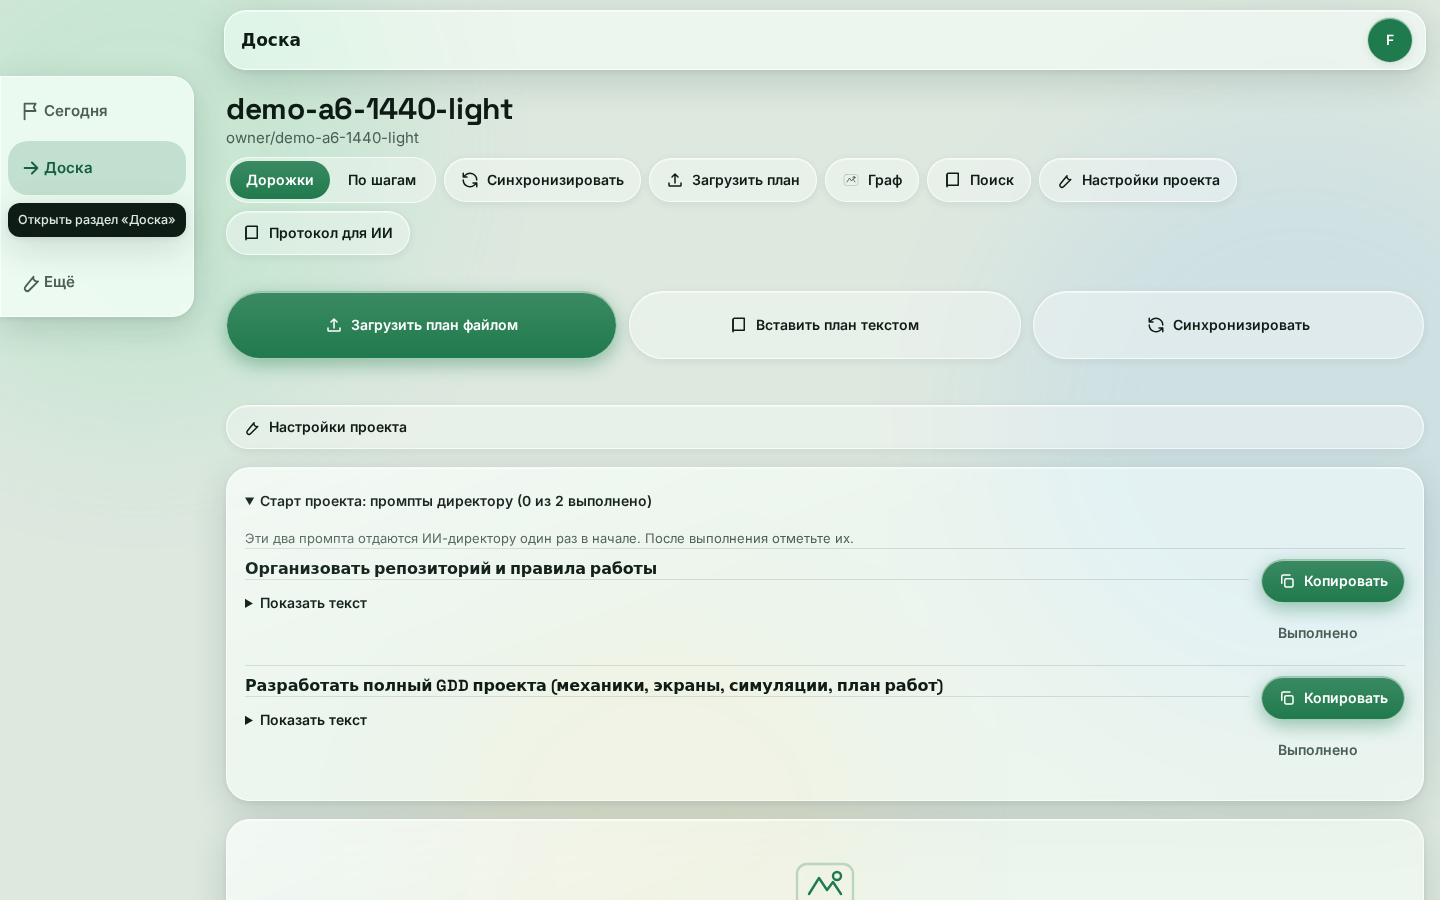 Доска
F
Сегодня
Доска
Открыть раздел «Доска»
Ещё
demo-a6-1440-light
owner/demo-a6-1440-light
Дорожки
По шагам
Синхронизировать
Загрузить план
Граф
Поиск
Настройки проекта
Протокол для ИИ
Загрузить план файлом
Вставить план текстом
Синхронизировать
Настройки проекта
Старт проекта: промпты директору (0 из 2 выполнено)
Эти два промпта отдаются ИИ-директору один раз в начале. После выполнения отметьте их.
Организовать репозиторий и правила работы
Копировать
Показать текст
Выполнено
Разработать полный GDD проекта (механики, экраны, симуляции, план работ)
Копировать
Показать текст
Выполнено